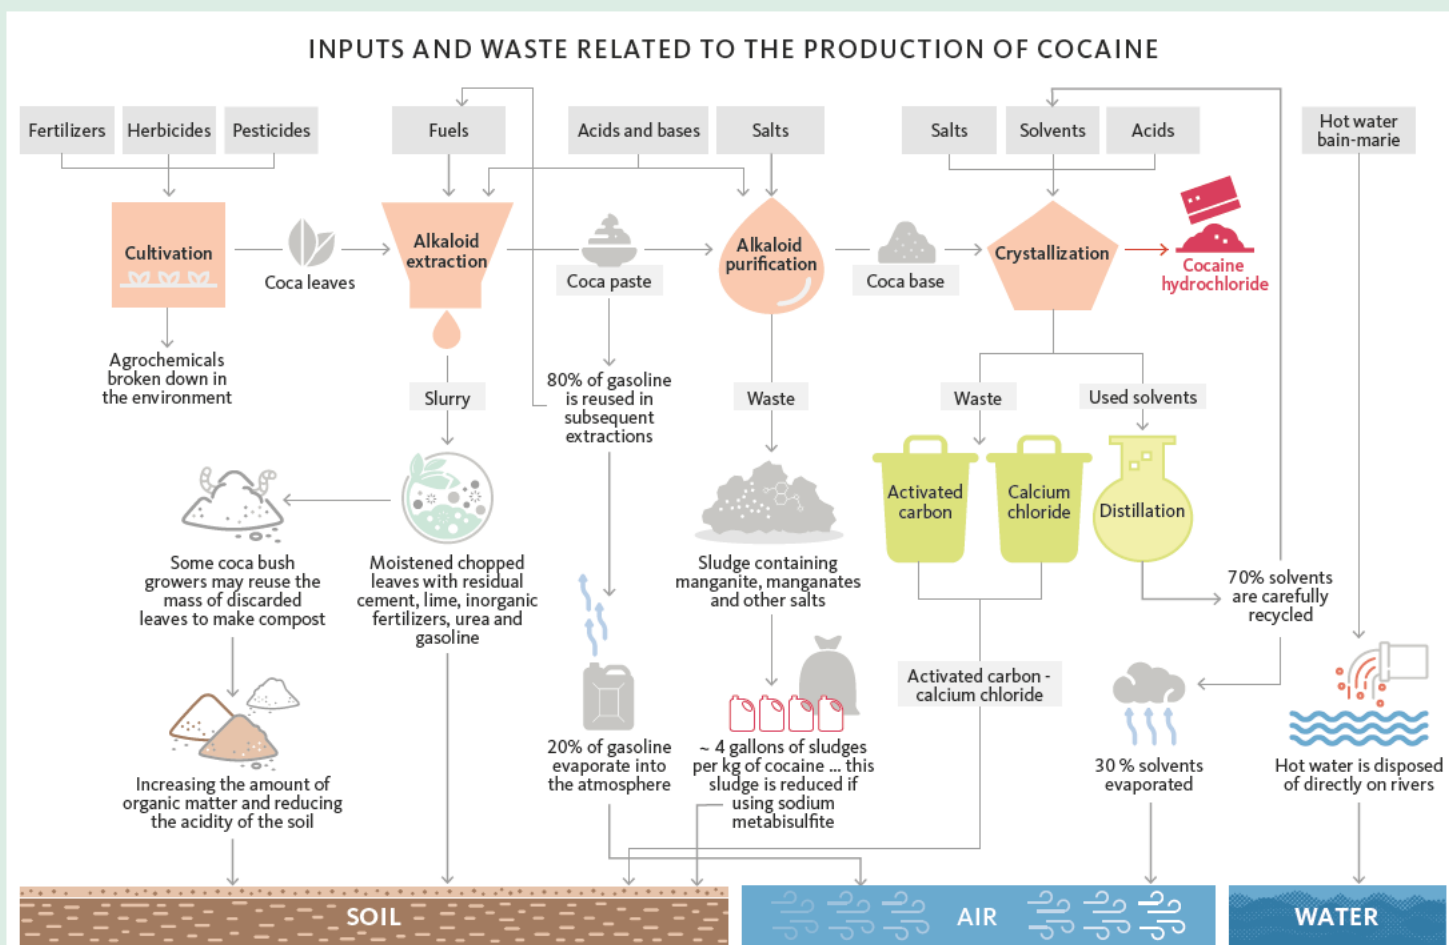 INPUTS AND WASTE RELATED TO THE PRODUCTION OF COCAINE
Fertilizers
Herbicides
Pesticides
Fuels
Acids and bases
Salts
Salts
Solvents
Acids
Hot water
bain-marie
Cultivation
Coca leaves
Alkaloid
extraction
Coca paste
Alkaloid
purification
Coca base
Crystallization
Cocaine
hydrochloride
Agrochemicals
broken down in
the environment
Slurry
80% of gasoline
is reused in
subsequent
extractions
Waste
Waste
Used solvents
Activated
carbon
Calcium
chloride
Distillation
Some coca bush
growers may reuse the
mass of discarded
leaves to make compost
Moistened chopped
leaves with residual
cement, lime, inorganic
fertilizers, urea and
gasoline
Sludge containing
manganite, manganates
and other salts
70% solvents
are carefully
recycled
Activated carbon -
calcium chloride
Increasing the amount of
organic matter and reducing
the acidity of the soil
20% of gasoline
evaporate into
the atmosphere
~ 4 gallons of sludges
per kg of cocaine ... this
sludge is reduced if
using sodium
metabisulfite
30 % solvents
evaporated
Hot water is disposed
of directly on rivers
SOIL
AIR
WATER